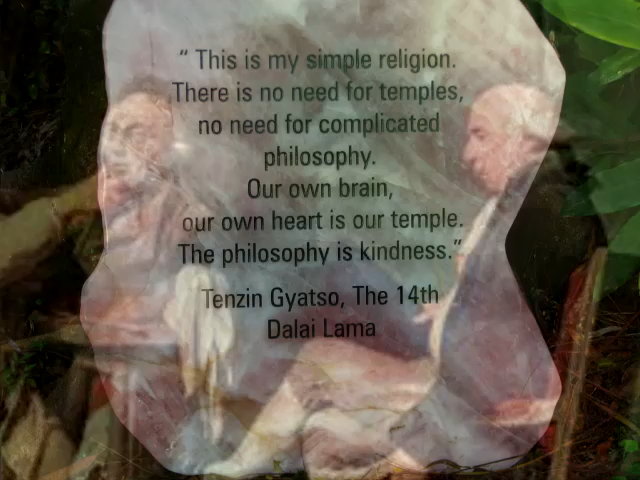 “ This is my simple religion.
There is no need for temples,
no need for complicated
philosophy.
Our own brain,
our own heart is our temple.
The philosophy is kindness.”
Tenzin Gyatso, The 14th
Dalai Lama